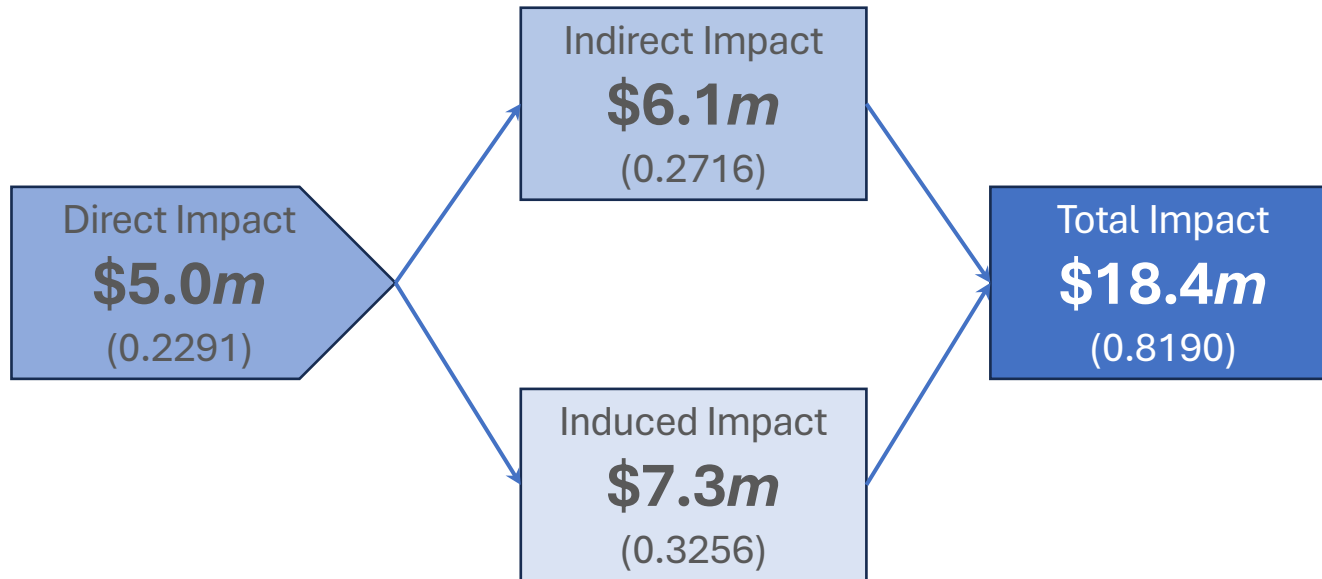 Direct Impact
$5.0m
(0.2291)
Indirect Impact
$6.1m
(0.2716)
Induced Impact
$7.3m
(0.3256)
Total Impact
$18.4m
(0.8190)